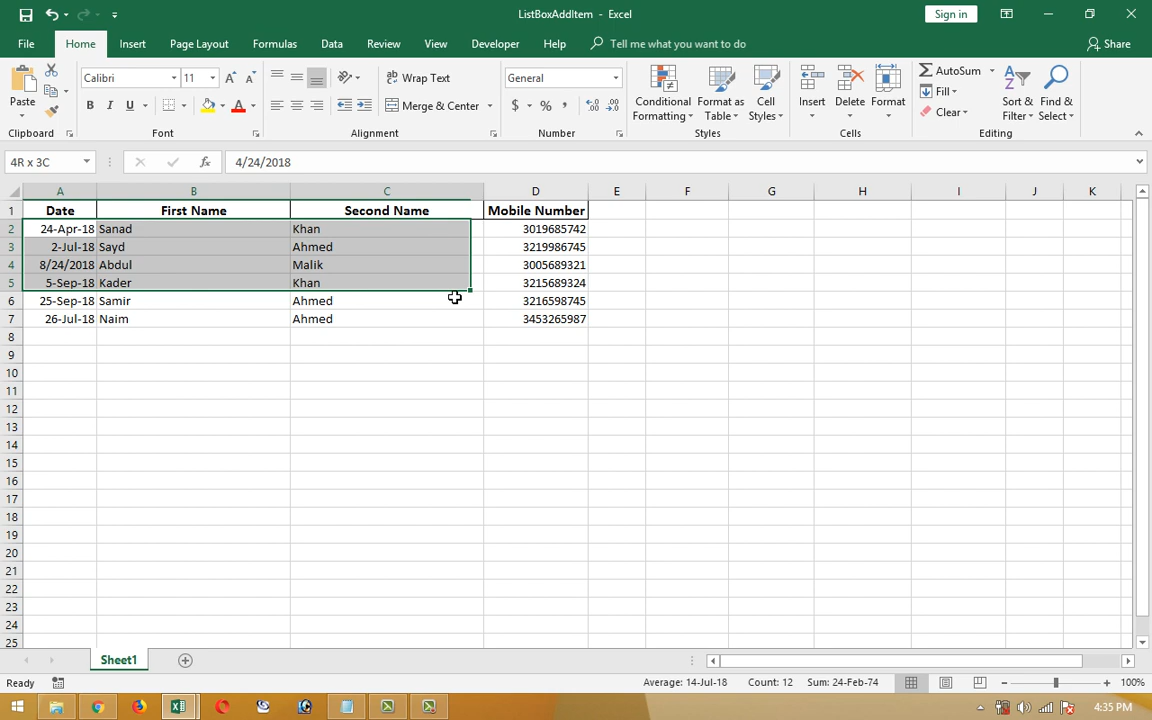 ListBoxAddItem - Excel
Sign in
File Home Insert Page Layout Formulas Data Review View Developer Help Tell me what you want to do Share
Paste
Calibri 11
B I U
A A
Wrap Text
Merge & Center
General
$ % ,
Conditional Formatting
Format as Table
Cell Styles
Insert Delete Format
AutoSum
Fill
Clear
Sort & Filter
Find & Select
Clipboard Font Alignment Number Styles Cells Editing
4R x 3C fx 4/24/2018
A B C D E F G H I J K
1 Date First Name Second Name Mobile Number
2 24-Apr-18 Sanad Khan 3019685742
3 2-Jul-18 Sayd Ahmed 3219986745
4 8/24/2018 Abdul Malik 3005689321
5 5-Sep-18 Kader Khan 3215689324
6 25-Sep-18 Samir Ahmed 3216598745
7 26-Jul-18 Naim Ahmed 3453265987
8
9
10
11
12
13
14
15
16
17
18
19
20
21
22
23
24
25
Sheet1
Ready Average: 14-Jul-18 Count: 12 Sum: 24-Feb-74 100%
4:35 PM